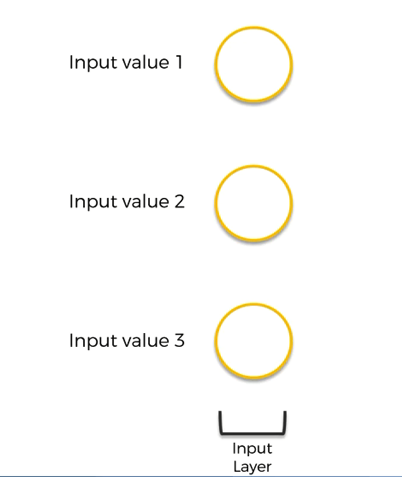 Input value 1
Input value 2
Input value 3
Input
Layer